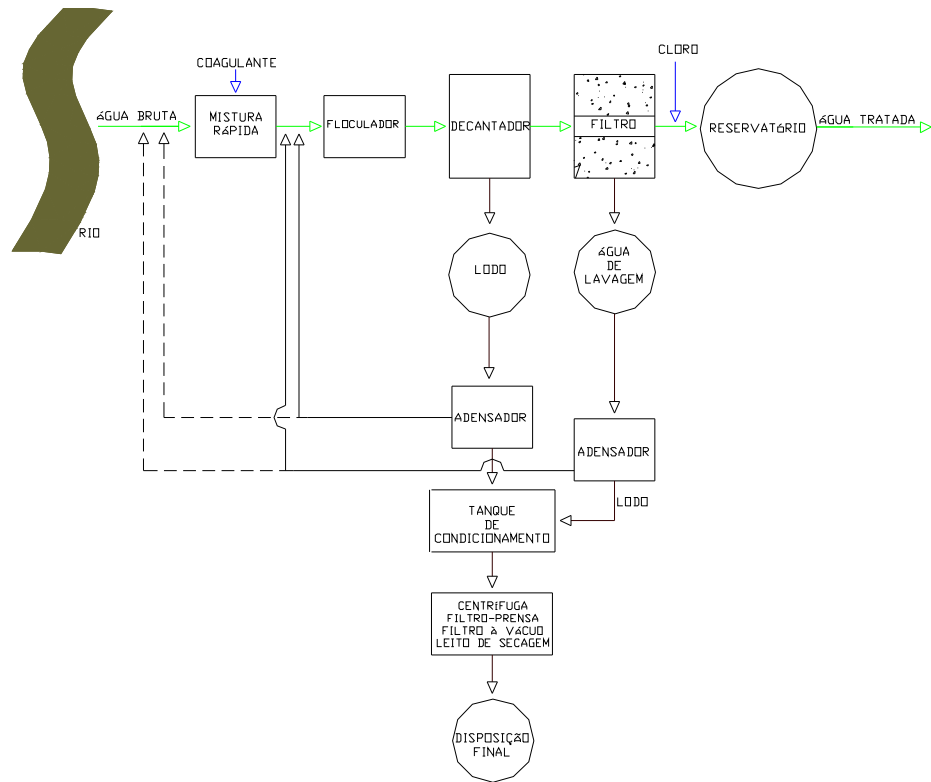 CLORO
COAGULANTE
ÁGUA BRUTA
MISTURA
RÁPIDA
FLOCULADOR
DECANTADOR
FILTRO
RESERVATÓRIO
ÁGUA TRATADA
RIO
LODO
ÁGUA
DE
LAVAGEM
ADENSADOR
ADENSADOR
LODO
TANQUE
DE
CONDICIONAMENTO
CENTRÍFUGA
FILTRO-PRENSA
FILTRO À VÁCUO
LEITO DE SECAGEM
DISPOSIÇÃO
FINAL